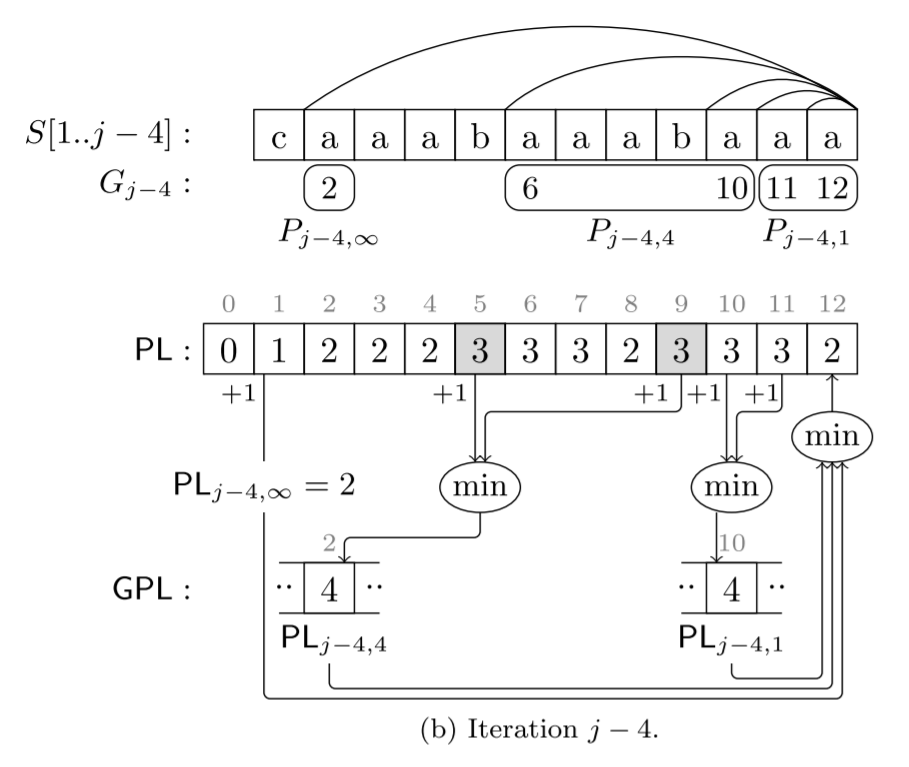 S[1..j − 4] : c a a a b a a a b a a a
G_{j−4} : 2 6 10 11 12
P_{j−4,∞} P_{j−4,4} P_{j−4,1}
0 1 2 3 4 5 6 7 8 9 10 11 12
PL : 0 1 2 2 2 3 3 3 2 3 3 3 2
+1 +1 +1 +1 +1
min
PL_{j−4,∞} = 2 min min
2 10
GPL : ·· 4 ·· ·· 4 ··
PL_{j−4,4} PL_{j−4,1}
(b) Iteration j − 4.